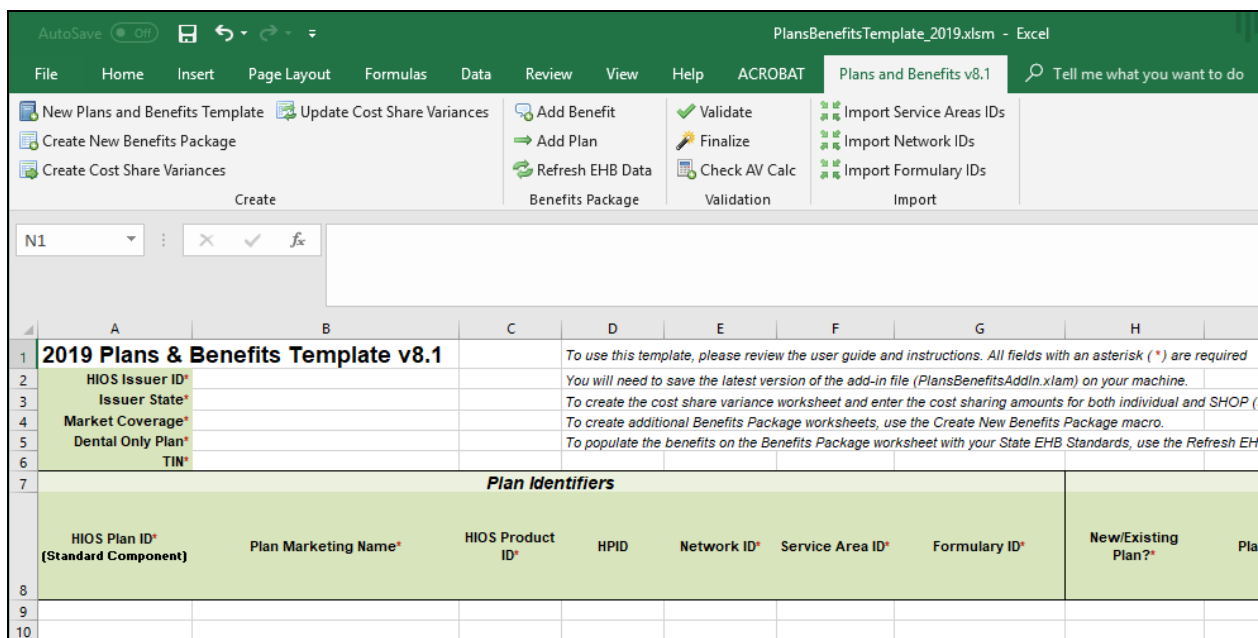 AutoSave Off PlansBenefitsTemplate_2019.xlsm - Excel
File Home Insert Page Layout Formulas Data Review View Help ACROBAT Plans and Benefits v8.1 Tell me what you want to do
New Plans and Benefits Template Update Cost Share Variances Add Benefit Validate Import Service Areas IDs
Create New Benefits Package Add Plan Finalize Import Network IDs
Create Cost Share Variances Refresh EHB Data Check AV Calc Import Formulary IDs
Create Benefits Package Validation Import
N1 fx
A B C D E F G H
1 2019 Plans & Benefits Template v8.1 To use this template, please review the user guide and instructions. All fields with an asterisk (*) are required
2 HIOS Issuer ID* You will need to save the latest version of the add-in file (PlansBenefitsAddIn.xlam) on your machine.
3 Issuer State* To create the cost share variance worksheet and enter the cost sharing amounts for both individual and SHOP (
4 Market Coverage* To create additional Benefits Package worksheets, use the Create New Benefits Package macro.
5 Dental Only Plan* To populate the benefits on the Benefits Package worksheet with your State EHB Standards, use the Refresh EH
6 TIN*
7 Plan Identifiers
HIOS Plan ID*
(Standard Component)
Plan Marketing Name*
HIOS Product
ID*
HPID
Network ID*
Service Area ID*
Formulary ID*
New/Existing
Plan?*
Pla
8
9
10